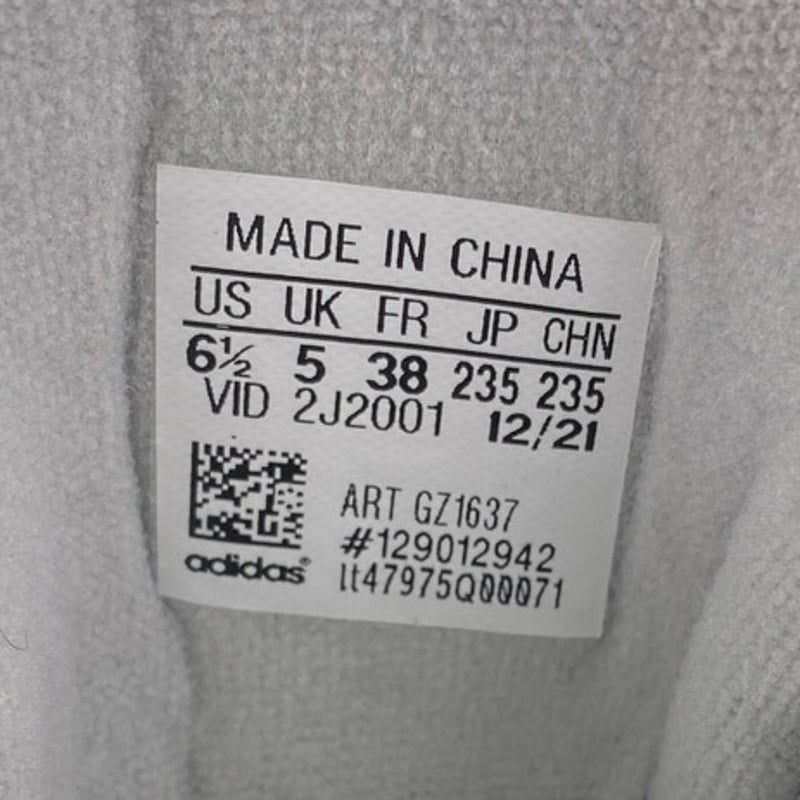 MADE IN CHINA
US UK FR JP CHN
6½ 5 38 235 235
VID 2J2001 12/21
ART GZ1637
#129012942
adidas®
lt47975Q00071